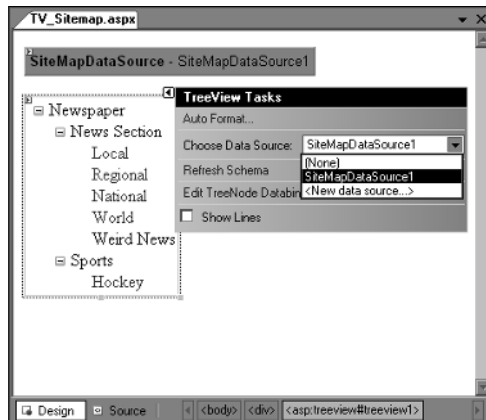 TV_Sitemap.aspx
SiteMapDataSource - SiteMapDataSource1
Newspaper
News Section
Local
Regional
National
World
Weird News
Sports
Hockey
TreeView Tasks
Auto Format...
Choose Data Source: SiteMapDataSource1
(None)
SiteMapDataSource1
<New data source...>
Refresh Schema
Edit TreeNode Databin
Show Lines
Design Source <body> <div> <asp:treeview#treeview1>